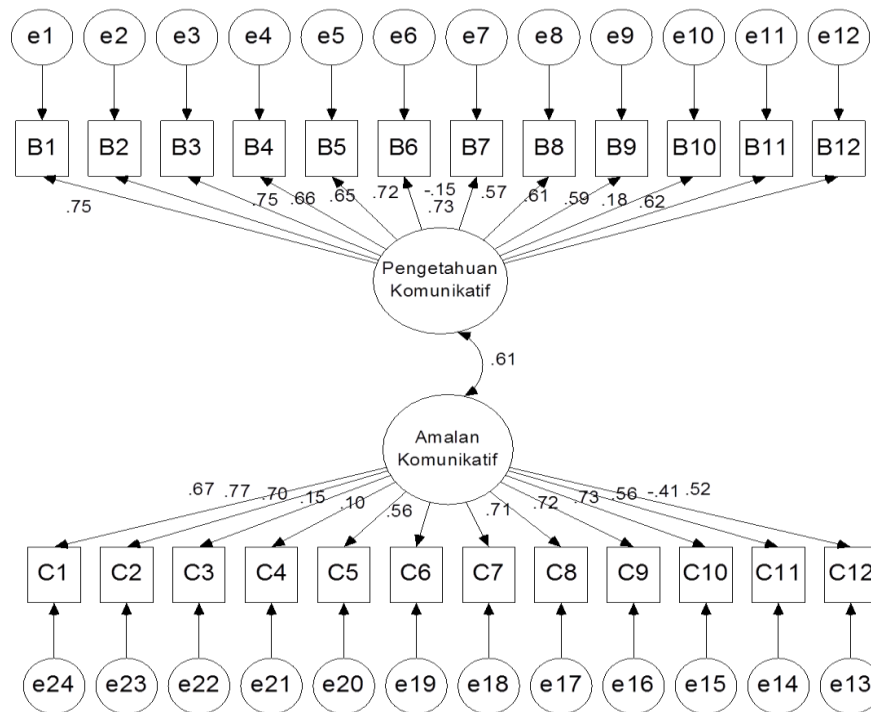 e1 e2 e3 e4 e5 e6 e7 e8 e9 e10 e11 e12
B1 B2 B3 B4 B5 B6 B7 B8 B9 B10 B11 B12
.75 .75 .66 .65 .72 -.15 .57 .61 .59 .18 .62
.73
Pengetahuan
Komunikatif
.61
Amalan
Komunikatif
.67 .77 .70 .15 .10 .56 .71 .72 .73 .56 -.41 .52
C1 C2 C3 C4 C5 C6 C7 C8 C9 C10 C11 C12
e24 e23 e22 e21 e20 e19 e18 e17 e16 e15 e14 e13